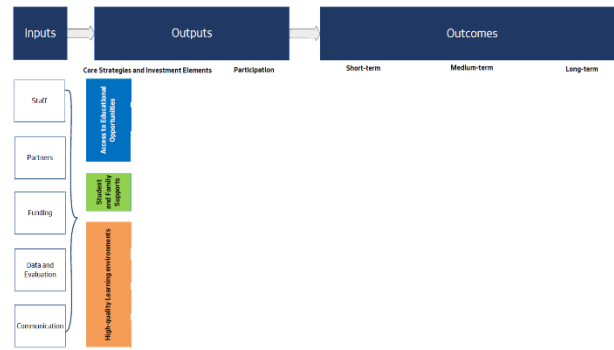 Inputs
Outputs
Outcomes
Core Strategies and Investment Elements
Participation
Short-term
Medium-term
Long-term
Staff
Partners
Funding
Data and
Evaluation
Communication
Access to Educational
Opportunities
Student
and Family
Supports
High-quality Learning environments